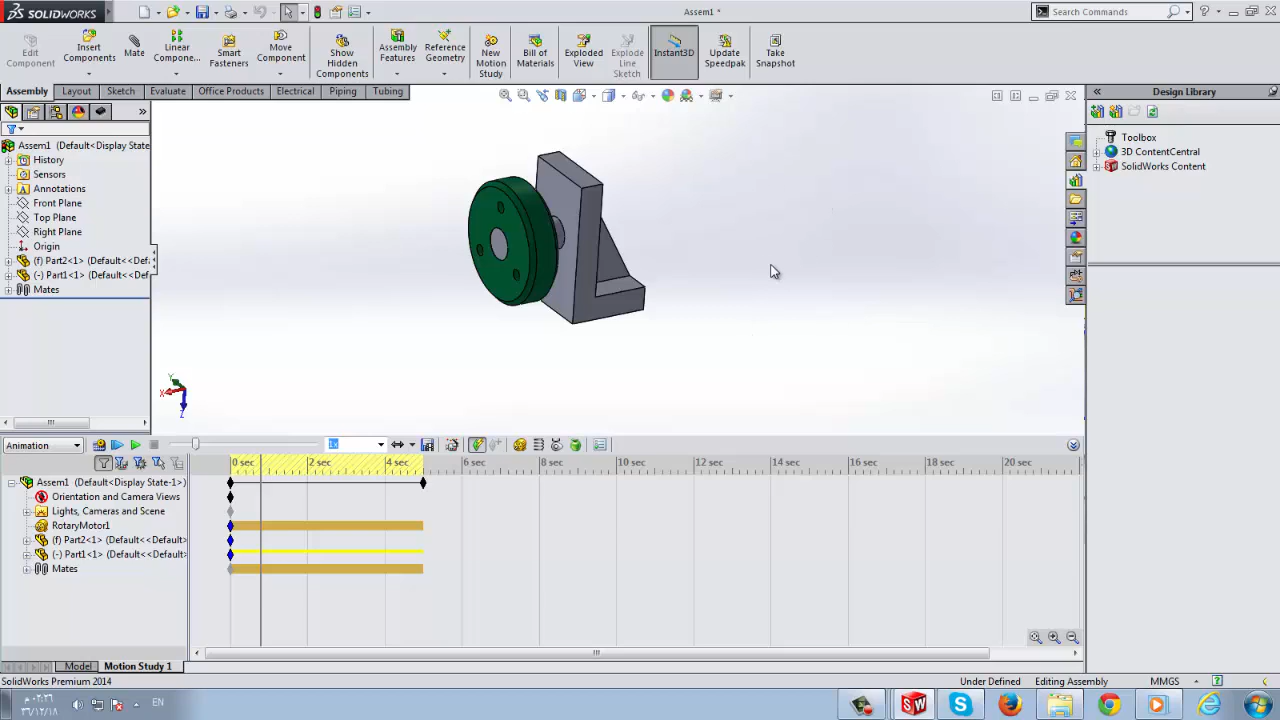 SOLIDWORKS
Assem1 *
Search Commands
Edit Component
Insert Components
Mate
Linear Compone...
Smart Fasteners
Move Component
Show Hidden Components
Assembly Features
Reference Geometry
New Motion Study
Bill of Materials
Exploded View
Explode Line Sketch
Instant3D
Update Speedpak
Take Snapshot
Assembly Layout Sketch Evaluate Office Products Electrical Piping Tubing
Design Library
Toolbox
3D ContentCentral
SolidWorks Content
Assem1 (Default<Display State
History
Sensors
Annotations
Front Plane
Top Plane
Right Plane
Origin
(f) Part2<1> (Default<<Def
(-) Part1<1> (Default<<Def
Mates
Y
X
Z
Animation
0 sec 2 sec 4 sec 6 sec 8 sec 10 sec 12 sec 14 sec 16 sec 18 sec 20 sec
Assem1 (Default<Display State-1>)
Orientation and Camera Views
Lights, Cameras and Scene
RotaryMotor1
(f) Part2<1> (Default<<Default>
(-) Part1<1> (Default<<Default>
Mates
Model Motion Study 1
SolidWorks Premium 2014
Under Defined Editing Assembly MMGS
EN